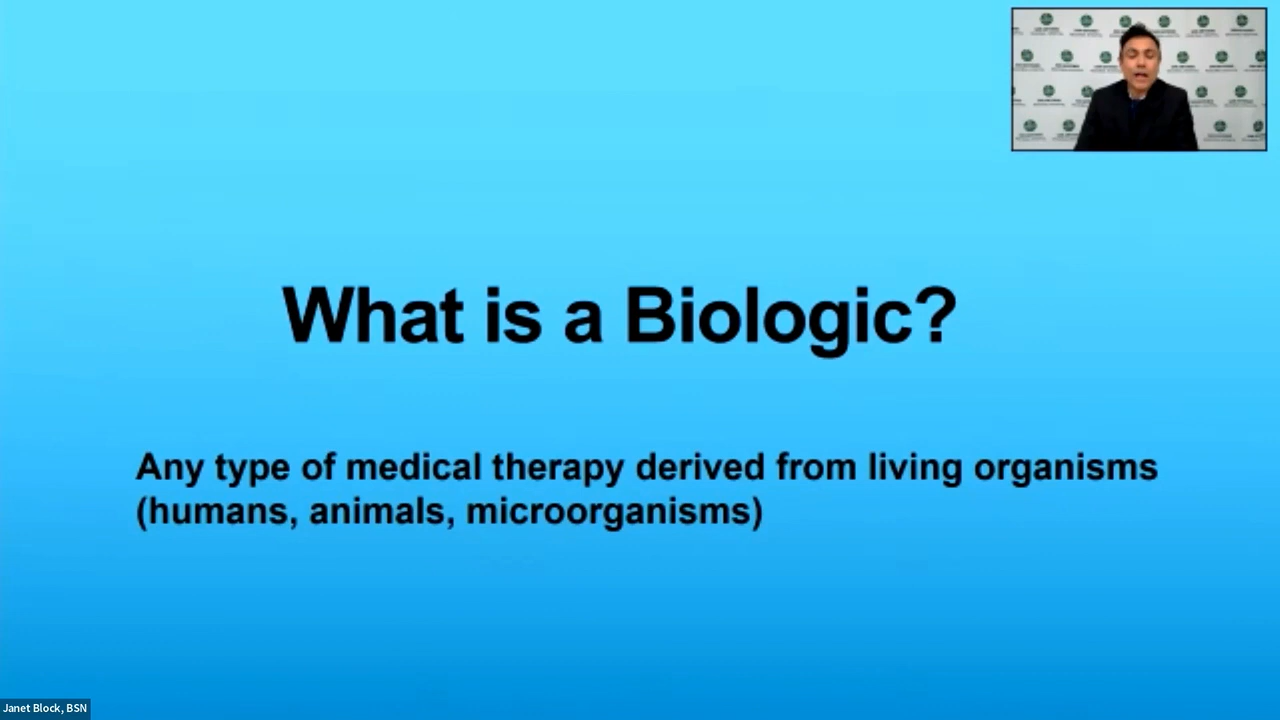 What is a Biologic?
Any type of medical therapy derived from living organisms
(humans, animals, microorganisms)
Janet Block, BSN